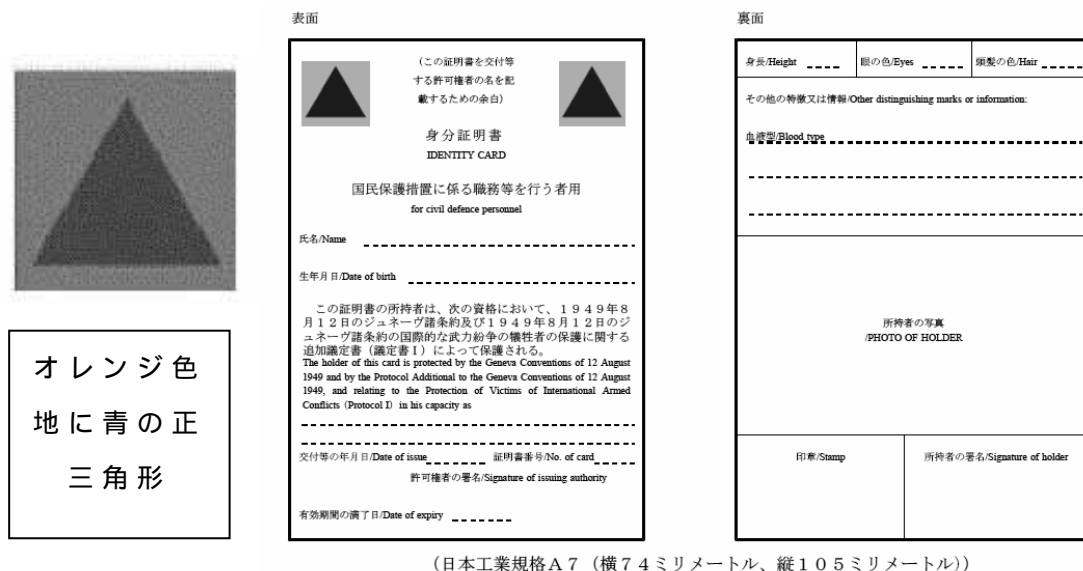 オレンジ色
地に青の正
三角形
表面
(この証明書を交付等
する許可権者の名を記
載するための余白)
身分証明書
IDENTITY CARD
国民保護措置に係る職務等を行う者用
for civil defence personnel
氏名/Name
生年月日/Date of birth
この証明書の所持者は、次の資格において、1949年8
月12日のジュネーヴ諸条約及び1949年8月12日のジ
ュネーヴ諸条約の国際的な武力紛争の犠牲者の保護に関する
追加議定書(議定書Ⅰ)によって保護される。
The holder of this card is protected by the Geneva Conventions of 12 August
1949 and by the Protocol Additional to the Geneva Conventions of 12 August
1949, and relating to the Protection of Victims of International Armed
Conflicts (Protocol I) in his capacity as
交付等の年月日/Date of issue 証明書番号/No. of card
許可権者の署名/Signature of issuing authority
有効期間の満了日/Date of expiry
裏面
身長/Height 眼の色/Eyes 頭髪の色/Hair
その他の特徴又は情報/Other distinguishing marks or information:
血液型/Blood type
所持者の写真
/PHOTO OF HOLDER
印章/Stamp 所持者の署名/Signature of holder
(日本工業規格A7(横74ミリメートル、縦105ミリメートル))